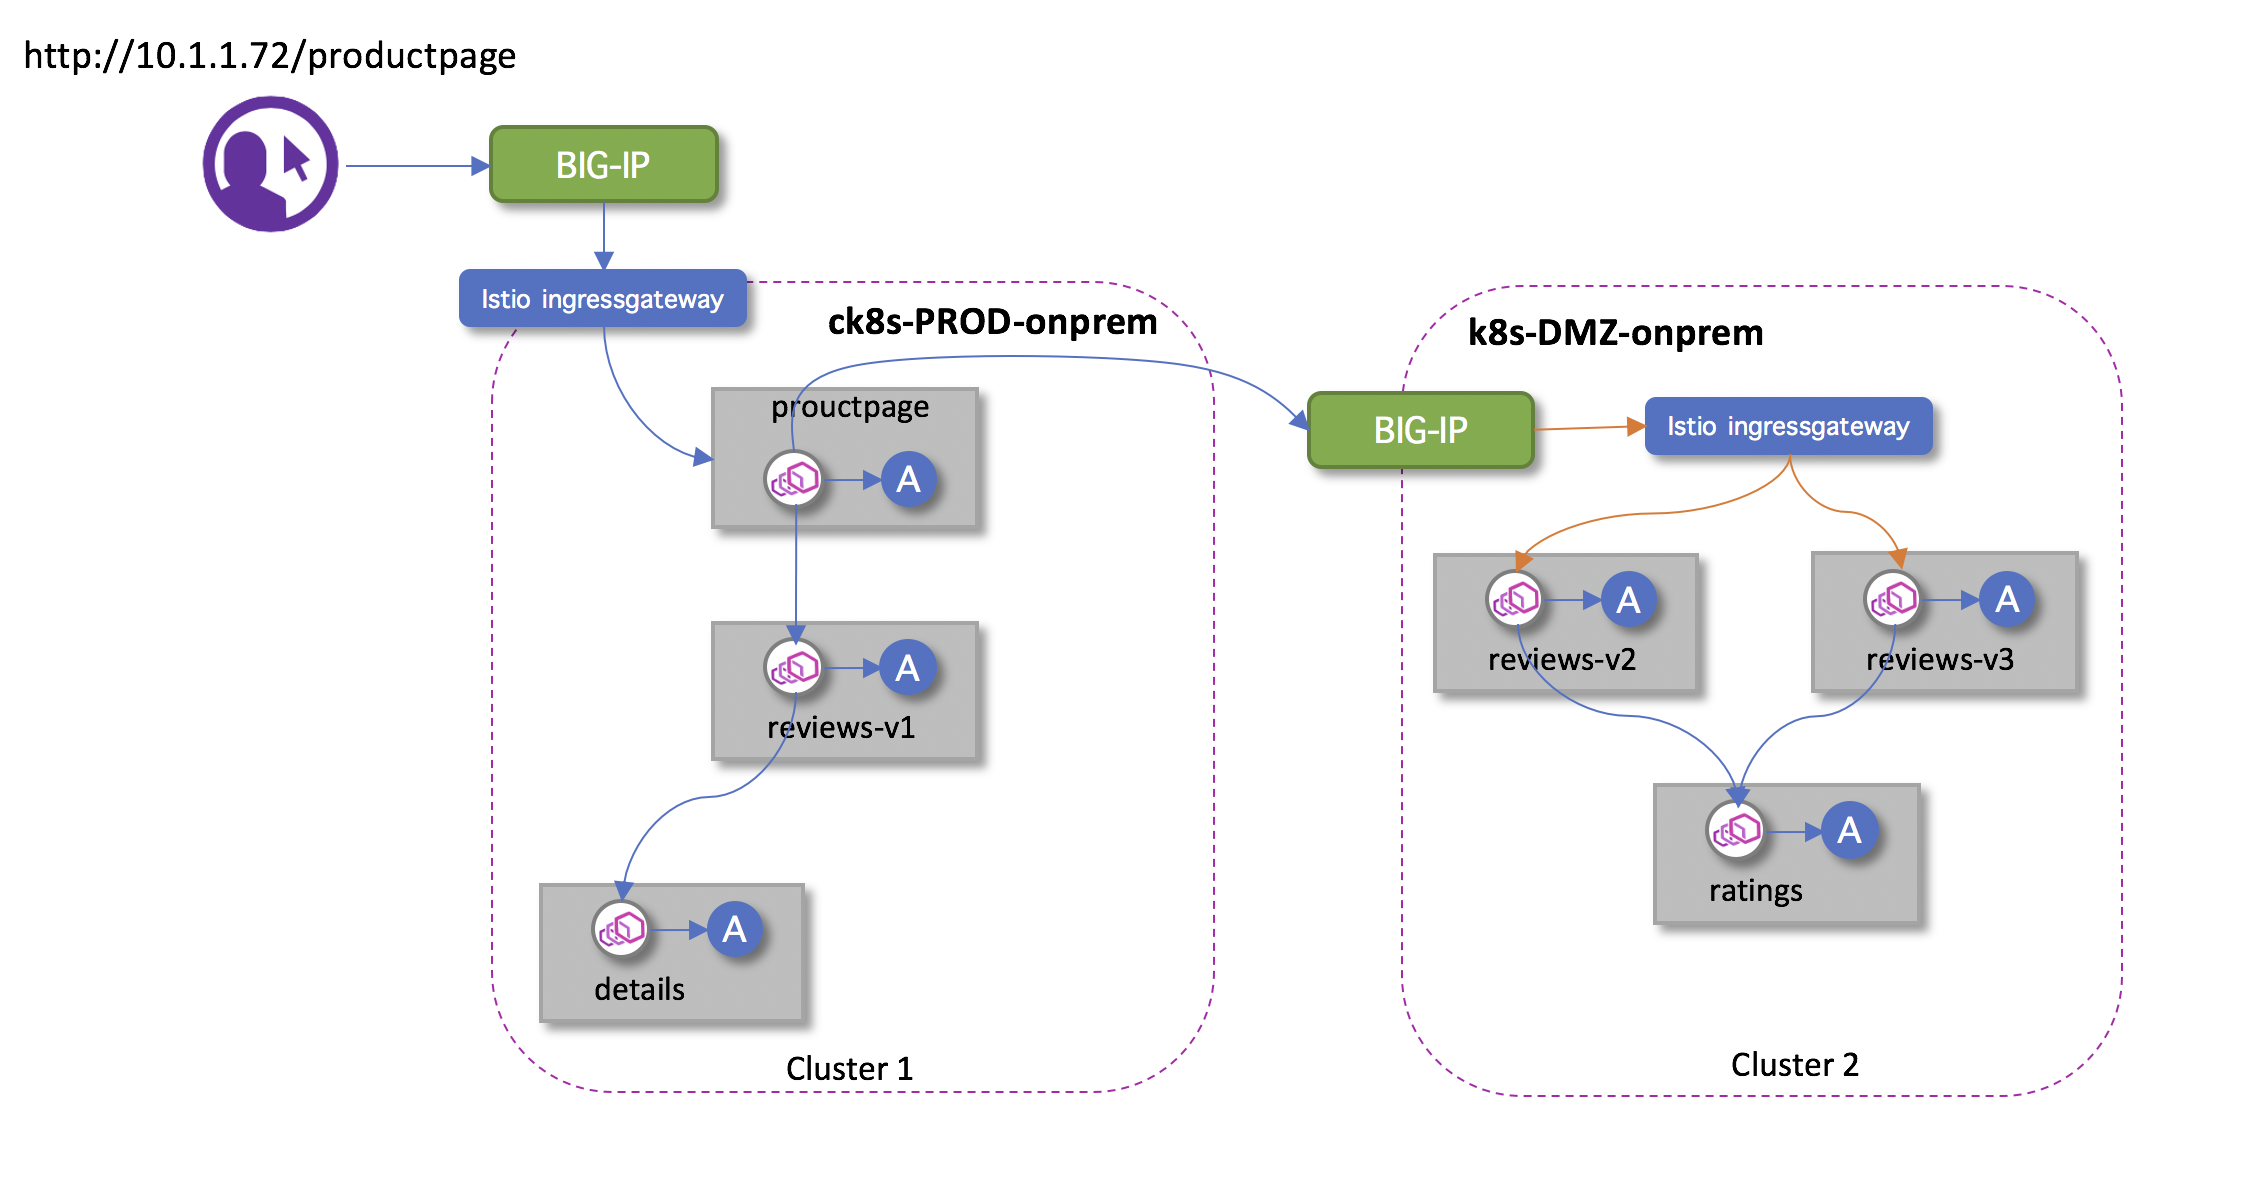 http://10.1.1.72/productpage
BIG-IP
Istio ingressgateway
ck8s-PROD-onprem
k8s-DMZ-onprem
prouctpage
A
BIG-IP
Istio ingressgateway
A
reviews-v2
A
reviews-v3
A
reviews-v1
A
ratings
A
details
Cluster 1
Cluster 2